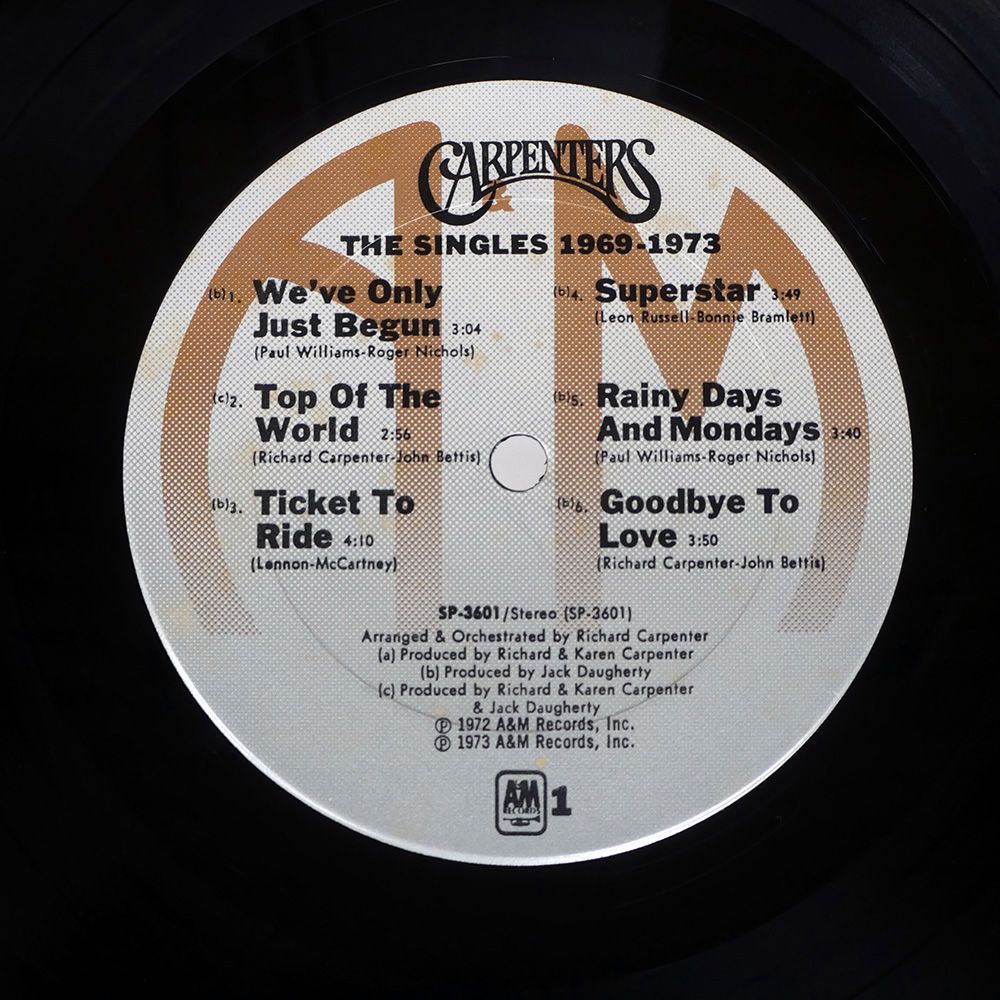 CARPENTERS
THE SINGLES 1969-1973
(b)1. We've Only
Just Begun 3:04
(Paul Williams-Roger Nichols)
(c)2. Top Of The
World 2:56
(Richard Carpenter-John Bettis)
(b)3. Ticket To
Ride 4:10
(Lennon-McCartney)
(b)4. Superstar 3:49
(Leon Russell-Bonnie Bramlett)
(b)5. Rainy Days
And Mondays 3:40
(Paul Williams-Roger Nichols)
(b)6. Goodbye To
Love 3:50
(Richard Carpenter-John Bettis)
SP-3601/Stereo (SP-3601)
Arranged & Orchestrated by Richard Carpenter
(a) Produced by Richard & Karen Carpenter
(b) Produced by Jack Daugherty
(c) Produced by Richard & Karen Carpenter
& Jack Daugherty
℗ 1972 A&M Records, Inc.
℗ 1973 A&M Records, Inc.
A&M
RECORDS
1